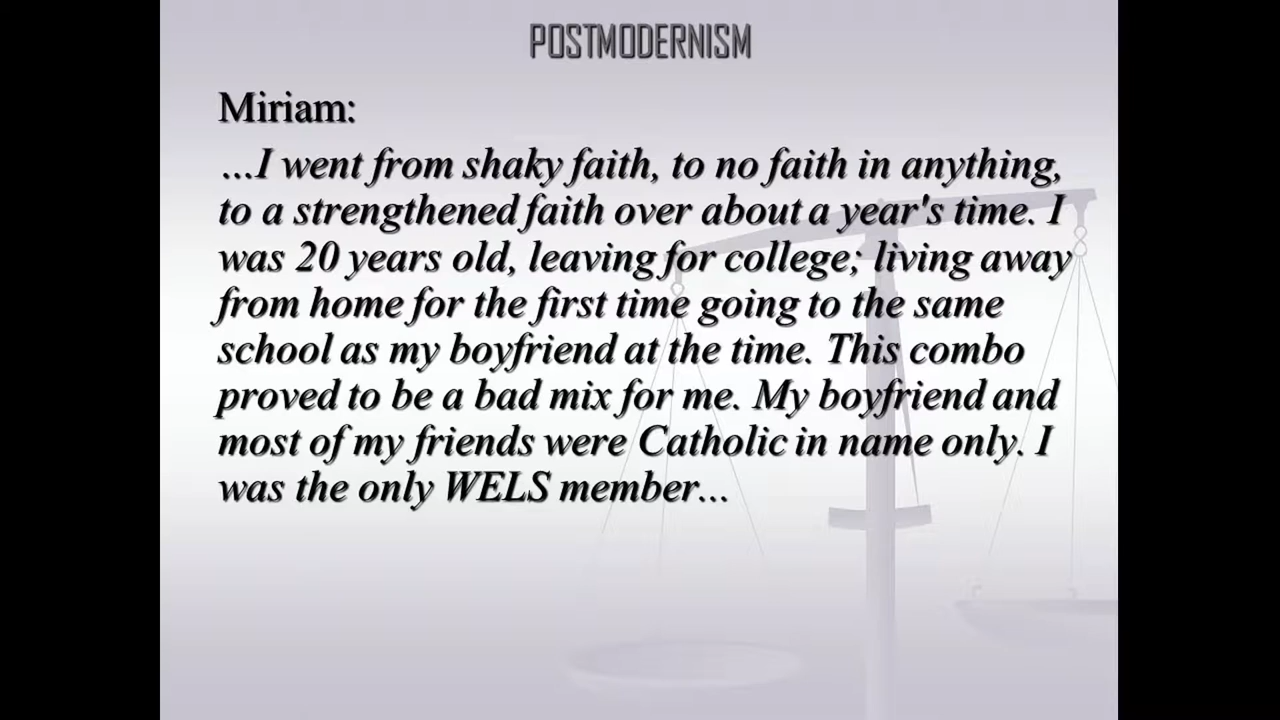 POSTMODERNISM
Miriam:
...I went from shaky faith, to no faith in anything,
to a strengthened faith over about a year's time. I
was 20 years old, leaving for college; living away
from home for the first time going to the same
school as my boyfriend at the time. This combo
proved to be a bad mix for me. My boyfriend and
most of my friends were Catholic in name only. I
was the only WELS member...